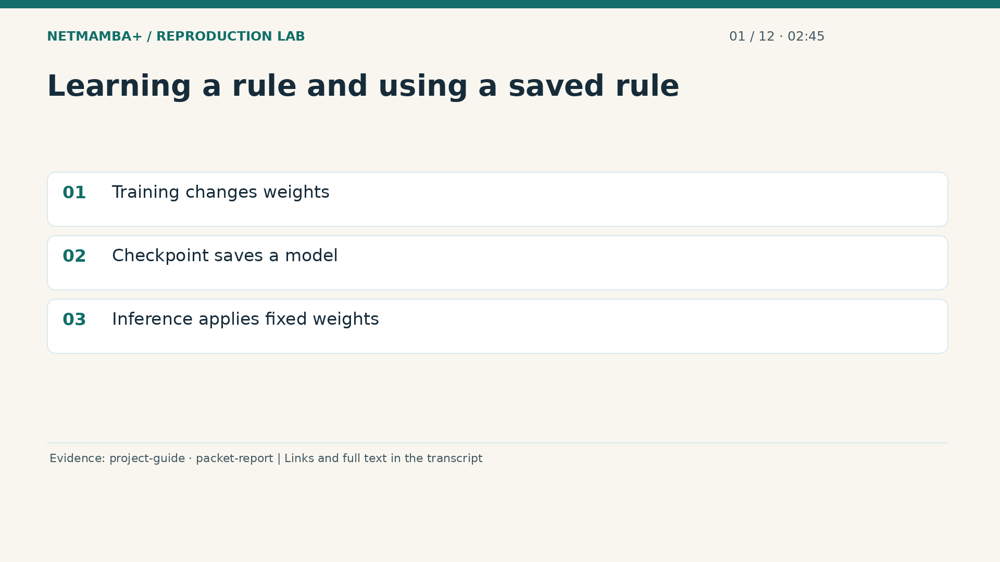 NETMAMBA+ / REPRODUCTION LAB
01 / 12 · 02:45
Learning a rule and using a saved rule
01 Training changes weights
02 Checkpoint saves a model
03 Inference applies fixed weights
Evidence: project-guide · packet-report | Links and full text in the transcript